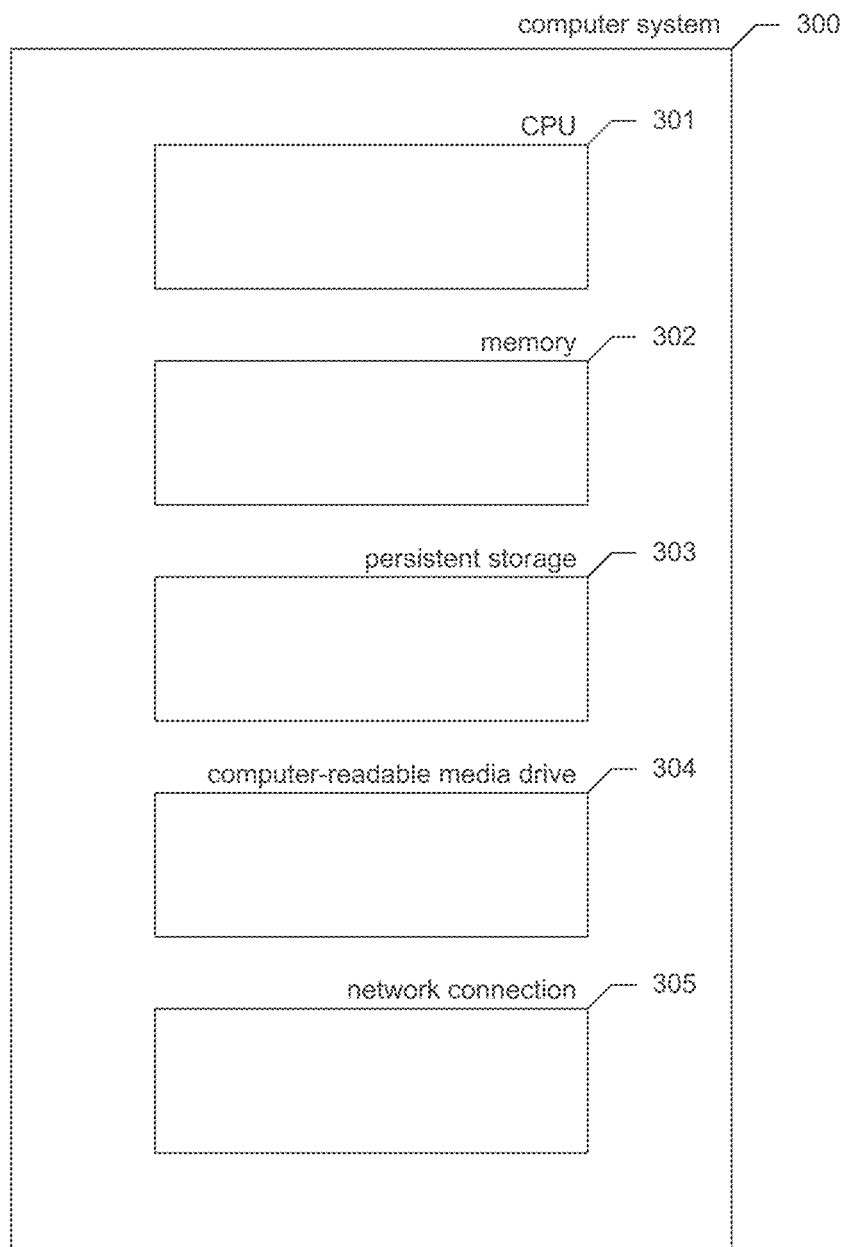 computer system 300
CPU 301
memory 302
persistent storage 303
computer-readable media drive 304
network connection 305